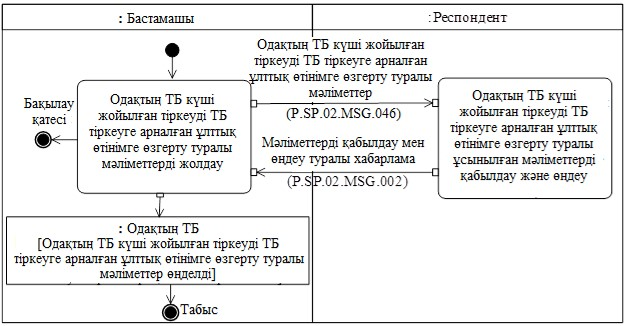 : Бастамашы
:Респондент
Одақтың ТБ күші жойылған
тіркеуді ТБ тіркеуге арналған
ұлттық өтінімге өзгерту туралы
мәліметтер
(P.SP.02.MSG.046)
Бақылау
қатесі
Одақтың ТБ күші
жойылған тіркеуді ТБ
тіркеуге арналған ұлттық
өтінімге өзгерту туралы
мәліметтерді жолдау
Одақтың ТБ күші
жойылған тіркеуді ТБ
тіркеуге арналған ұлттық
өтінімге өзгерту туралы
ұсынылған мәліметтерді
қабылдау және өңдеу
Мәліметтерді қабылдау мен
өңдеу туралы хабарлама
(P.SP.02.MSG.002)
: Одақтың ТБ
[Одақтың ТБ күші жойылған тіркеуді ТБ
тіркеуге арналған ұлттық өтінімге өзгерту туралы
мәліметтер өңделді]
Табыс